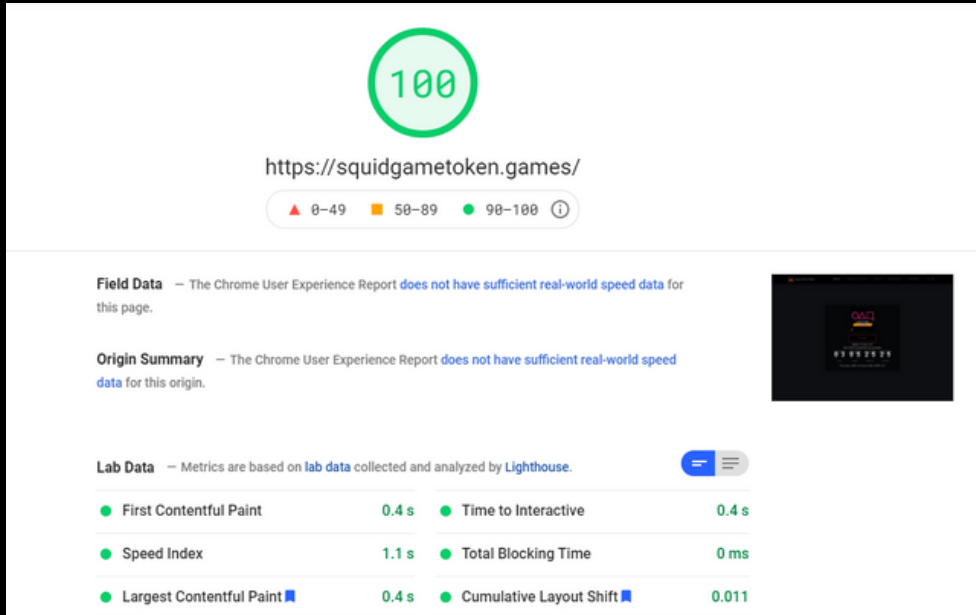 100
https://squidgametoken.games/
0–49 50–89 90–100
Field Data — The Chrome User Experience Report does not have sufficient real-world speed data for
this page.
Origin Summary — The Chrome User Experience Report does not have sufficient real-world speed
data for this origin.
Lab Data — Metrics are based on lab data collected and analyzed by Lighthouse.
First Contentful Paint 0.4 s
Time to Interactive 0.4 s
Speed Index 1.1 s
Total Blocking Time 0 ms
Largest Contentful Paint 0.4 s
Cumulative Layout Shift 0.011